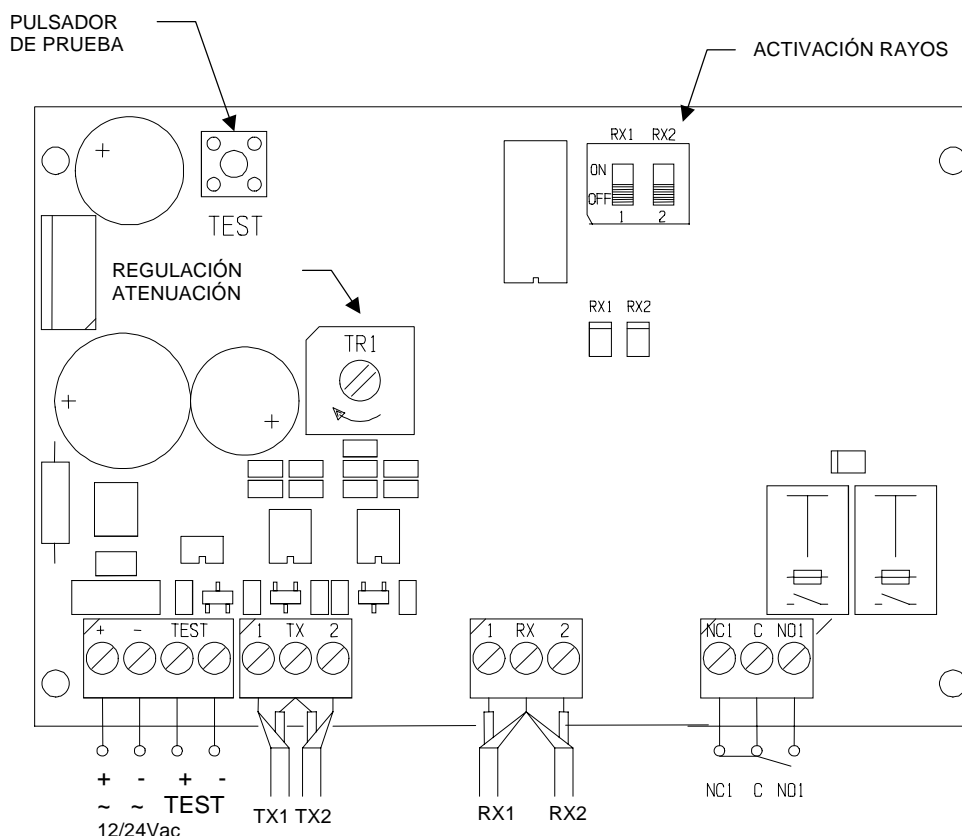 PULSADOR
DE PRUEBA
ACTIVACIÓN RAYOS
RX1 RX2
ON
OFF
1 2
+
TEST
REGULACIÓN
ATENUACIÓN
RX1 RX2
TR1
+
+
+ - TEST
1 TX 2
1 RX 2
NC1 C NO1
+ - + -
~ ~ TEST
12/24Vac
TX1 TX2
RX1 RX2
NC1 C NO1